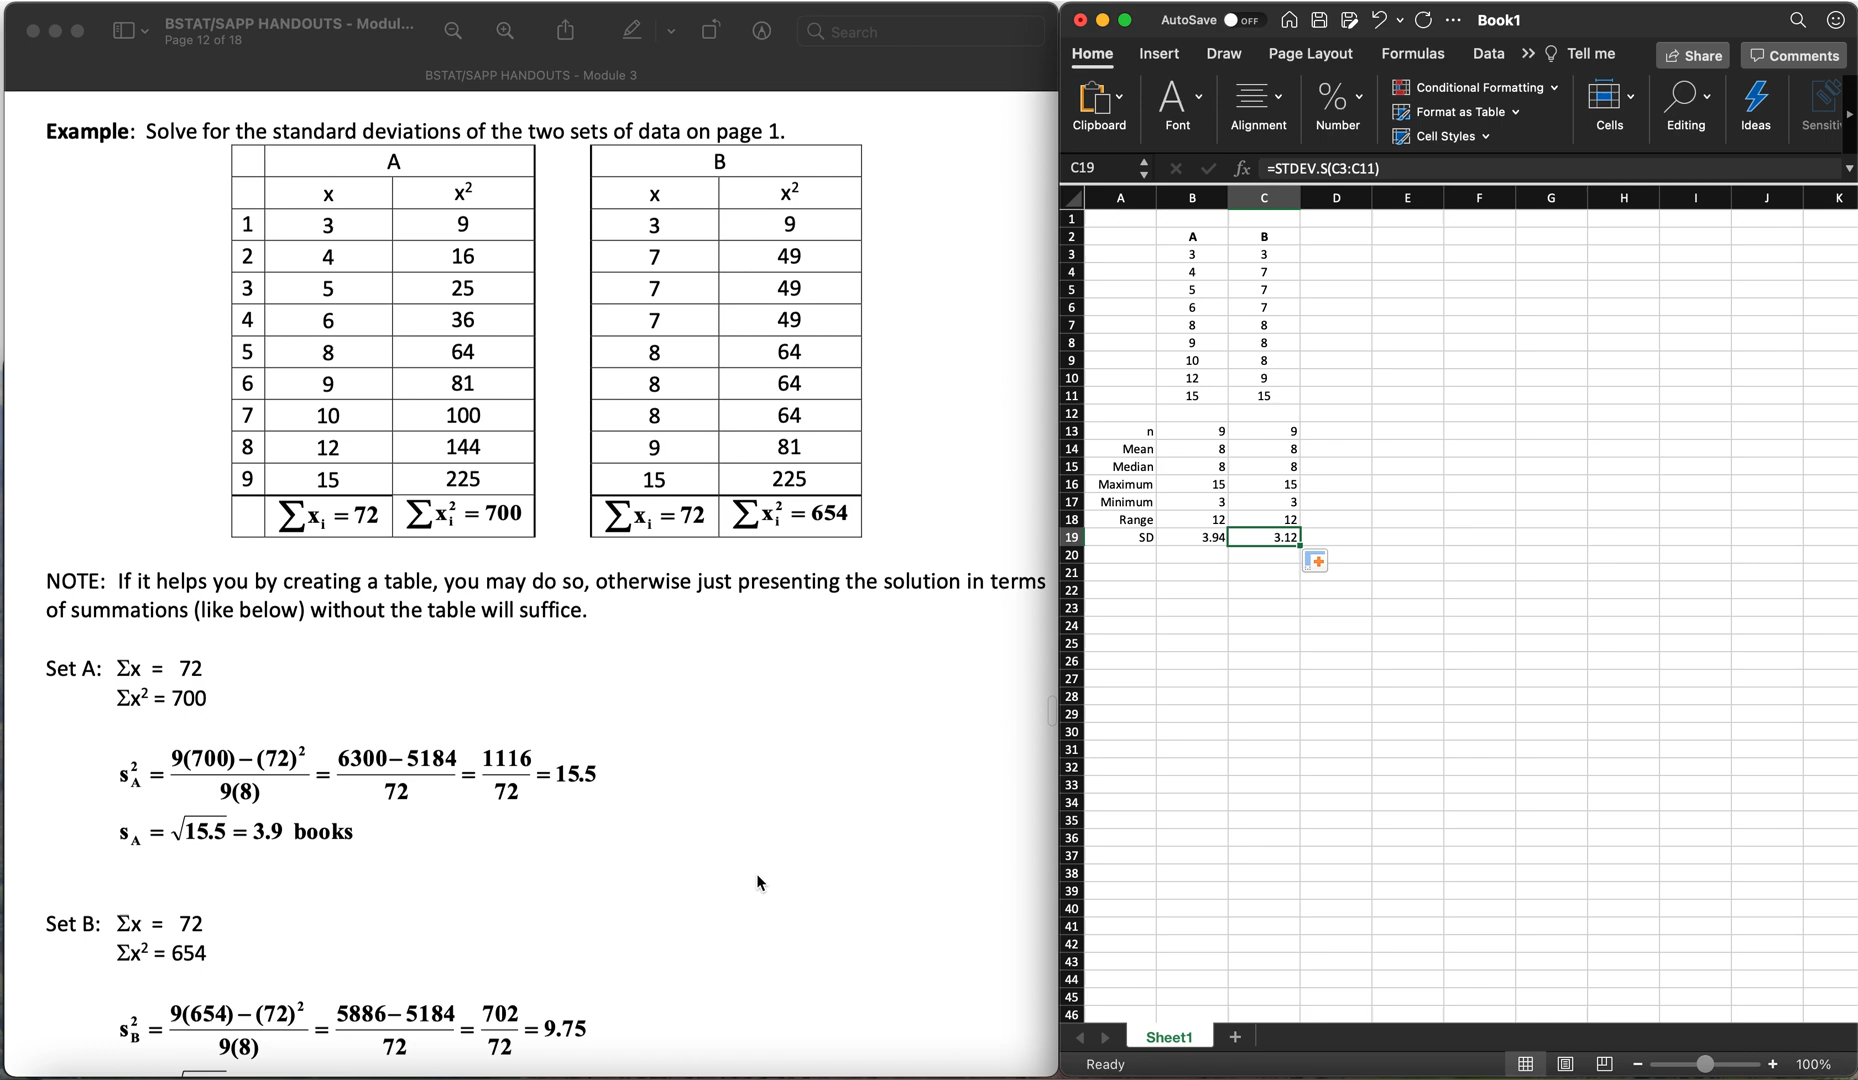 BSTAT/SAPP HANDOUTS - Modul...
Page 12 of 18
Search
BSTAT/SAPP HANDOUTS - Module 3
Example: Solve for the standard deviations of the two sets of data on page 1.
A
x x²
1 3 9
2 4 16
3 5 25
4 6 36
5 8 64
6 9 81
7 10 100
8 12 144
9 15 225
∑xᵢ = 72 ∑xᵢ² = 700
B
x x²
3 9
7 49
7 49
7 49
8 64
8 64
8 64
9 81
15 225
∑xᵢ = 72 ∑xᵢ² = 654
NOTE: If it helps you by creating a table, you may do so, otherwise just presenting the solution in terms
of summations (like below) without the table will suffice.
Set A: Σx = 72
Σx² = 700
s²_A = 9(700)–(72)² / 9(8) = 6300–5184 / 72 = 1116 / 72 = 15.5
s_A = √15.5 = 3.9 books
Set B: Σx = 72
Σx² = 654
s²_B = 9(654)–(72)² / 9(8) = 5886–5184 / 72 = 702 / 72 = 9.75
AutoSave OFF ... Book1
Home Insert Draw Page Layout Formulas Data >> Tell me Share Comments
Clipboard Font Alignment Number
Conditional Formatting
Format as Table
Cell Styles
Cells Editing Ideas Sensiti
C19 fx =STDEV.S(C3:C11)
A B C D E F G H I J K
1
2 A B
3 3 3
4 4 7
5 5 7
6 6 7
7 8 8
8 9 8
9 10 8
10 12 9
11 15 15
12
13 n 9 9
14 Mean 8 8
15 Median 8 8
16 Maximum 15 15
17 Minimum 3 3
18 Range 12 12
19 SD 3.94 3.12
20
21
22
23
24
25
26
27
28
29
30
31
32
33
34
35
36
37
38
39
40
41
42
43
44
45
46
Sheet1 +
Ready – + 100%